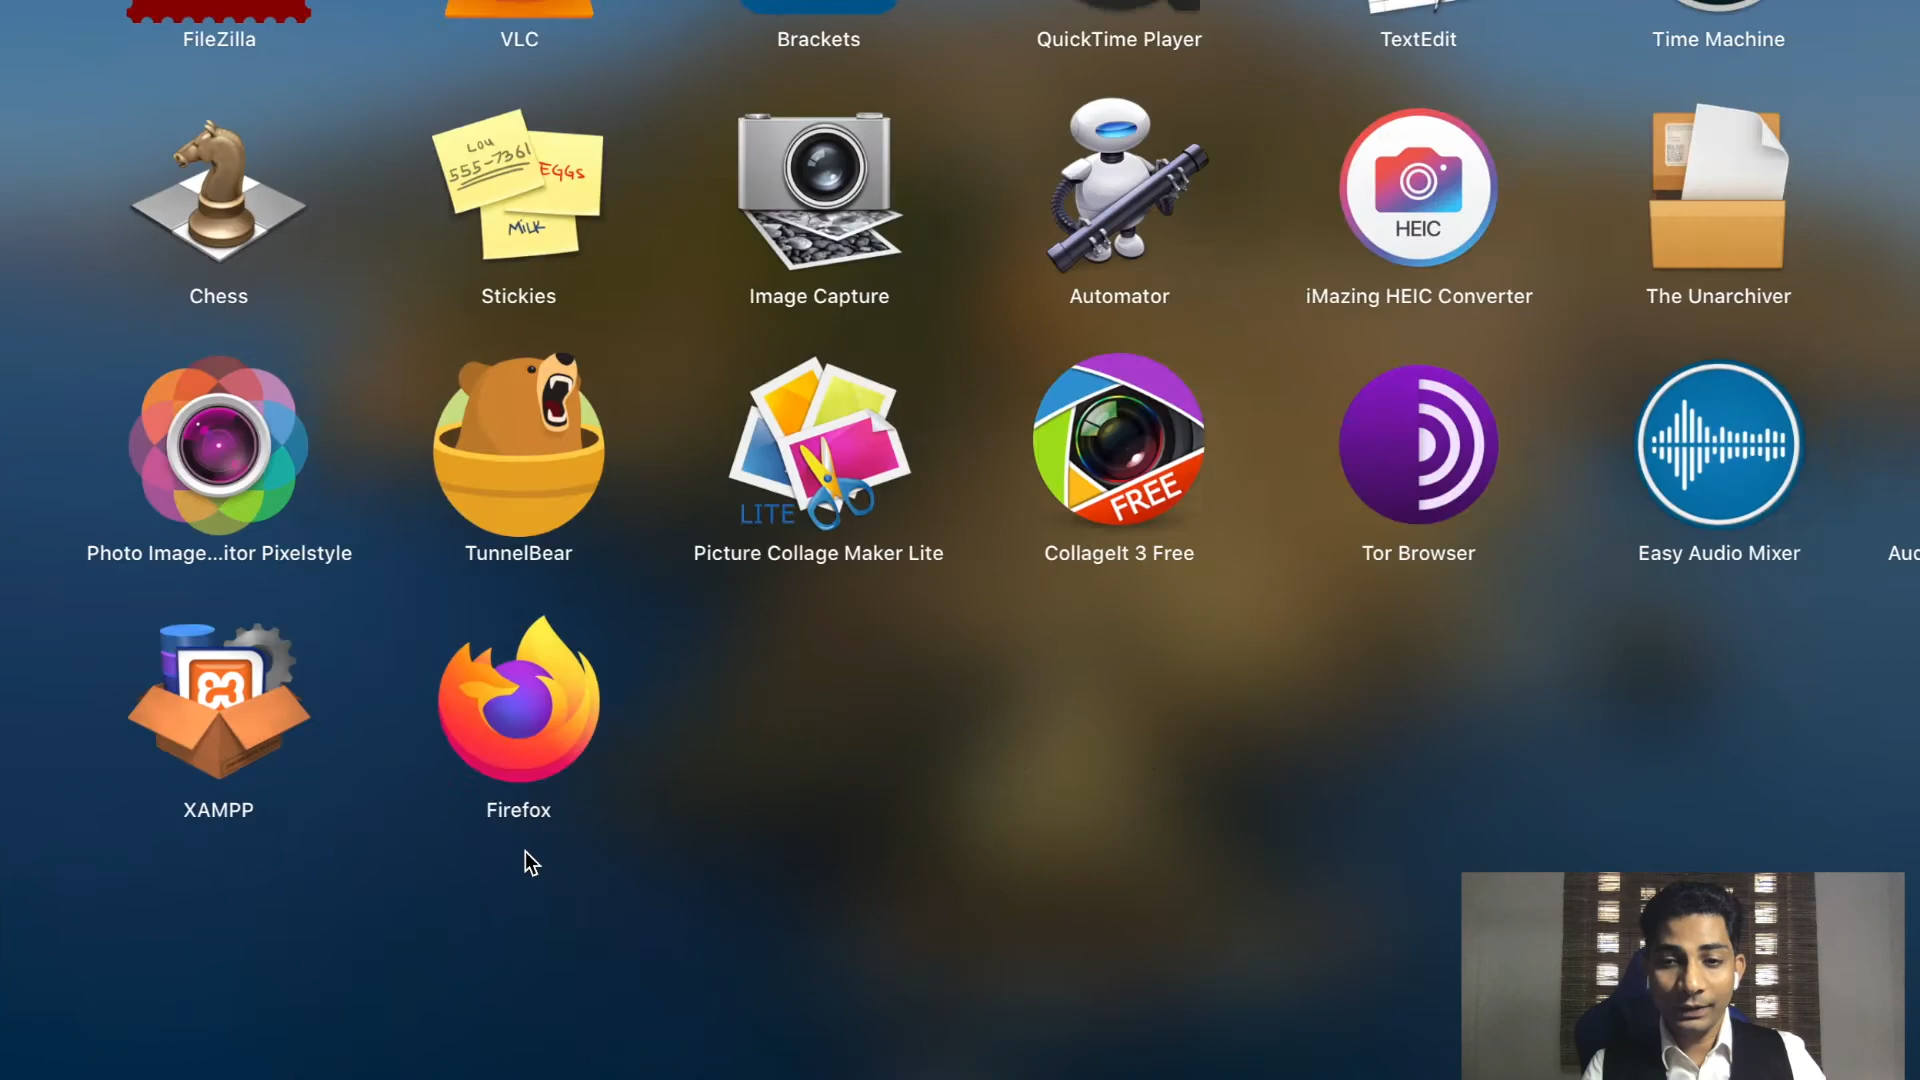 FileZilla
VLC
Brackets
QuickTime Player
TextEdit
Time Machine
LOU
555-7361
EGGS
MILK
HEIC
Chess
Stickies
Image Capture
Automator
iMazing HEIC Converter
The Unarchiver
LITE
FREE
Photo Image...itor Pixelstyle
TunnelBear
Picture Collage Maker Lite
CollageIt 3 Free
Tor Browser
Easy Audio Mixer
XAMPP
Firefox